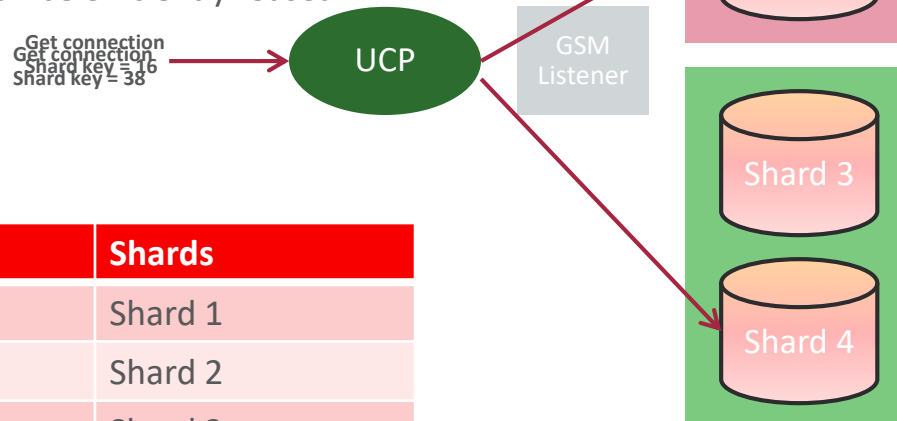 Get connection
Shard key = 16
Get connection
Shard key = 38
UCP
GSM
Listener
Shard 3
Shard 4
Shards
Shard 1
Shard 2